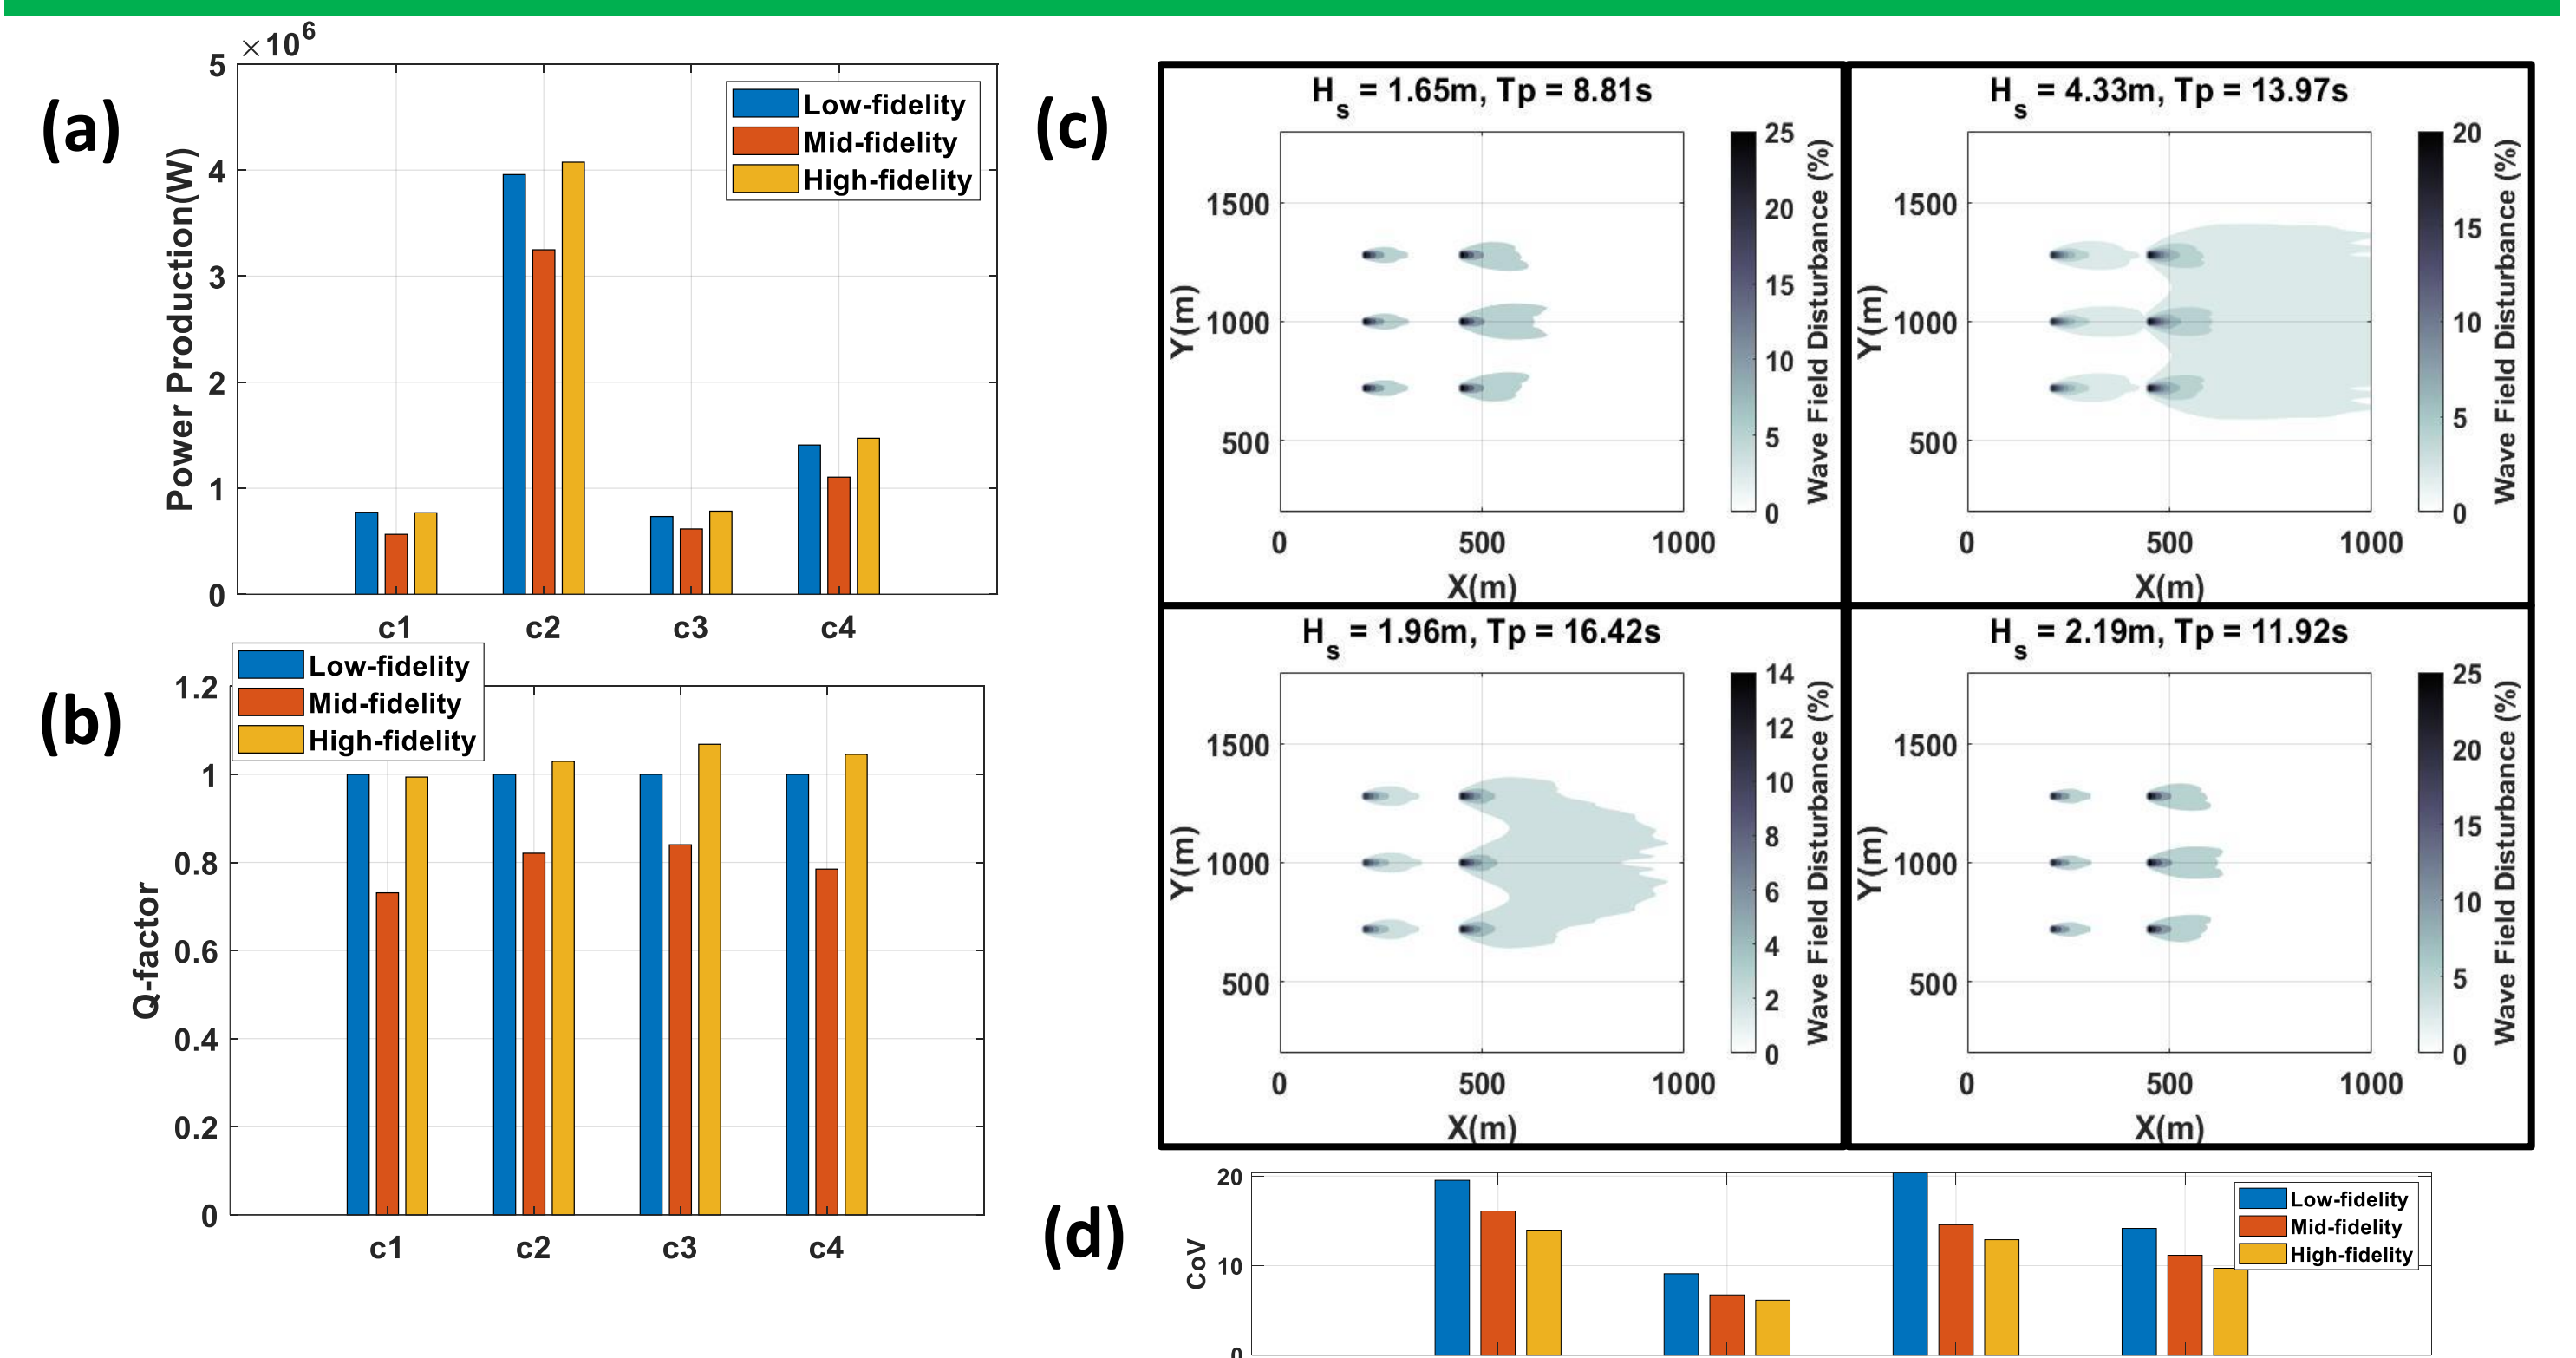 (a)
×10^6
5
4
3
2
1
0
Power Production(W)
Low-fidelity
Mid-fidelity
High-fidelity
c1 c2 c3 c4
(b)
Low-fidelity
Mid-fidelity
High-fidelity
1.2
1
0.8
0.6
0.4
0.2
0
Q-factor
c1 c2 c3 c4
(c)
H_s = 1.65m, Tp = 8.81s
1500
1000
500
Y(m)
0 500 1000
X(m)
25
20
15
10
5
0
Wave Field Disturbance (%)
H_s = 4.33m, Tp = 13.97s
1500
1000
500
Y(m)
0 500 1000
X(m)
20
15
10
5
0
Wave Field Disturbance (%)
H_s = 1.96m, Tp = 16.42s
1500
1000
500
Y(m)
0 500 1000
X(m)
14
12
10
8
6
4
2
0
Wave Field Disturbance (%)
H_s = 2.19m, Tp = 11.92s
1500
1000
500
Y(m)
0 500 1000
X(m)
25
20
15
10
5
0
Wave Field Disturbance (%)
(d)
20
10
0
CoV
Low-fidelity
Mid-fidelity
High-fidelity